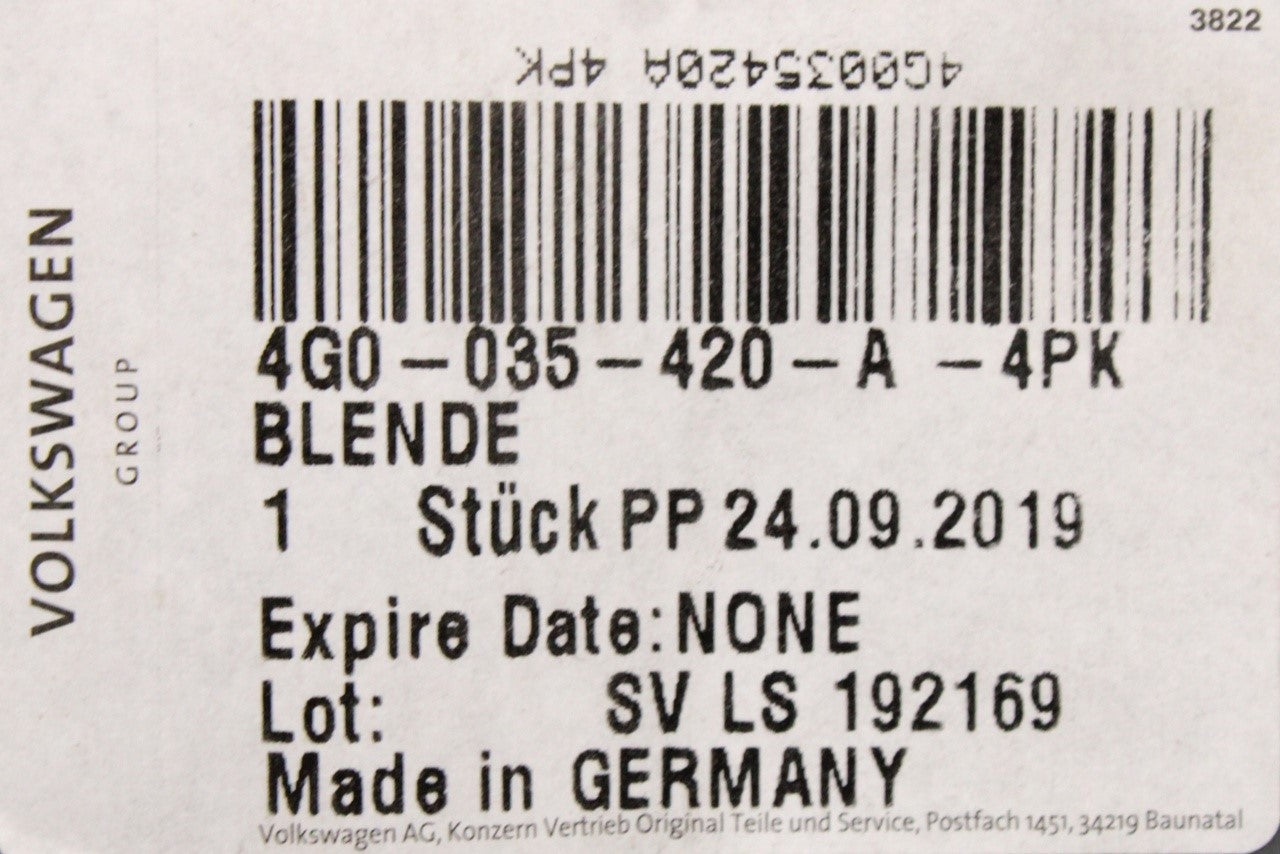 3822
4G0035420A 4PK
VOLKSWAGEN
GROUP
4G0-035-420-A -4PK
BLENDE
1 Stück PP 24.09.2019
Expire Date:NONE
Lot: SV LS 192169
Made in GERMANY
Volkswagen AG, Konzern Vertrieb Original Teile und Service, Postfach 1451, 34219 Baunatal